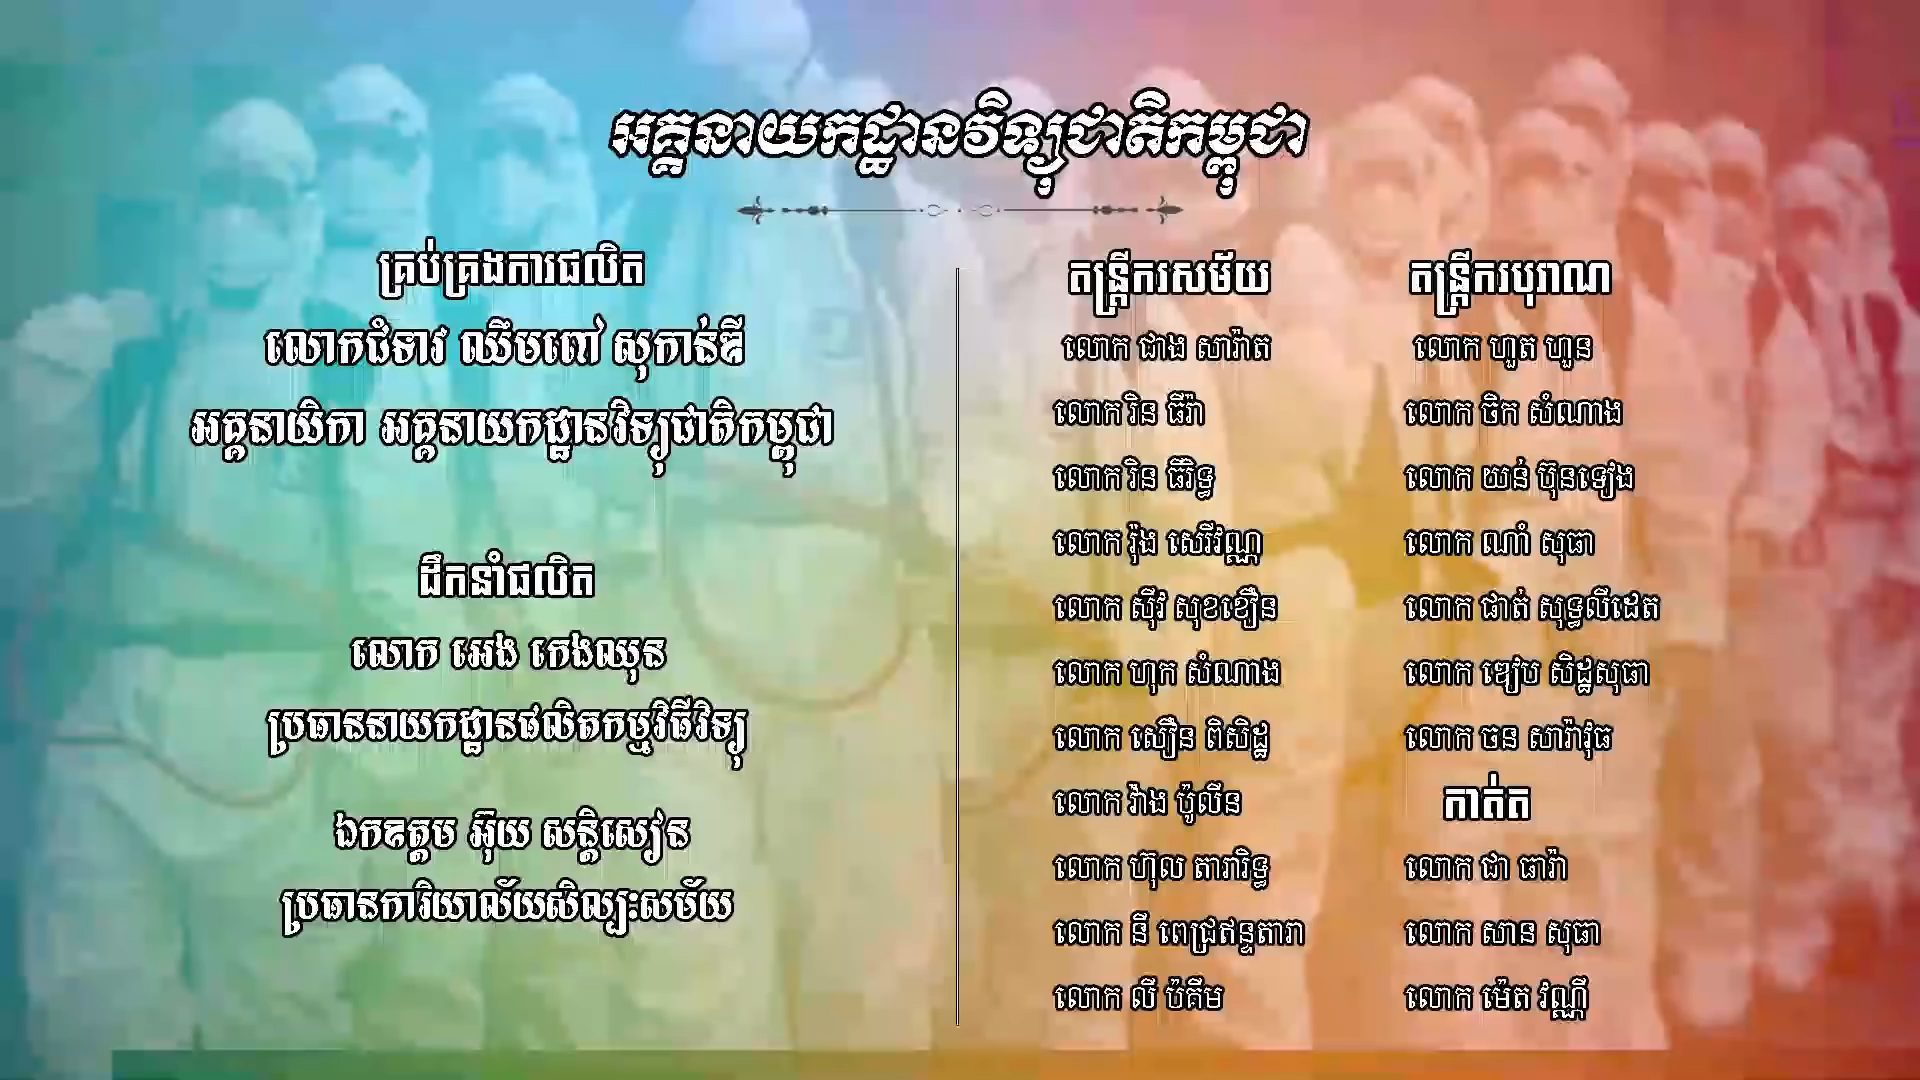 អគ្គនាយកដ្ឋានវិទ្យុជាតិកម្ពុជា
គ្រប់គ្រងការផលិត
លោកជំទាវ ឈឹមពៅ សុកាន់ឌី
អគ្គនាយិកា អគ្គនាយកដ្ឋានវិទ្យុជាតិកម្ពុជា
ដឹកនាំផលិត
លោក អេង កេងឈុន
ប្រធាននាយកដ្ឋានផលិតកម្មវិធីវិទ្យុ
ឯកឧត្តម អ៊ុយ សន្តិសៀន
ប្រធានការិយាល័យសិល្បៈសម័យ
តន្ត្រីករសម័យ
លោក ជាង សារ៉ាត
លោក រិន ធីរ៉ា
លោក រិន ធីរិទ្ធ
លោក រ៉ុង សេរីវណ្ណ
លោក ស៊ីវ សុខខឿន
លោក ហុក សំណាង
លោក សឿន ពិសិដ្ឋ
លោក វ៉ាង ប៉ូលីន
លោក ហ៊ុល តារារិទ្ធ
លោក នី ពេជ្រឥន្ទតារា
លោក លី ប៉គីម
តន្ត្រីករបុរាណ
លោក ហួត ហួន
លោក ចិក សំណាង
លោក យន់ ប៊ុនទៀង
លោក ណាំ សុធា
លោក ផាត់ សុទ្ធលីដេត
លោក ឌៀប សិដ្ឋសុធា
លោក ចន សារ៉ាវុធ
កាត់ត
លោក ជា ធារ៉ា
លោក សាន សុធា
លោក ម៉េត វណ្ណី